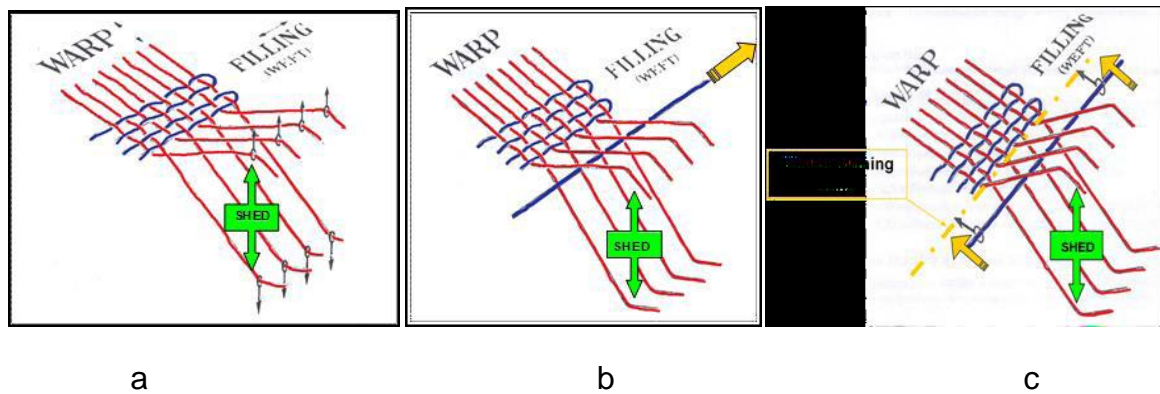 WARP
FILLING
(WEFT)
SHED
WARP
FILLING
(WEFT)
SHED
WARP
FILLING
(WEFT)
SHED
a
b
c